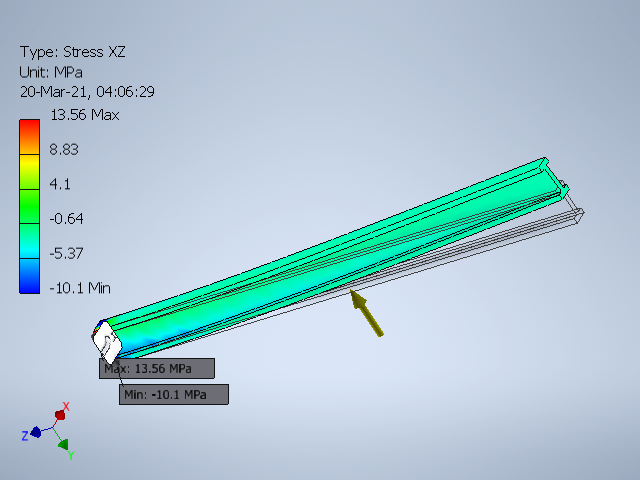 Type: Stress XZ
Unit: MPa
20-Mar-21, 04:06:29
13.56 Max
8.83
4.1
-0.64
-5.37
-10.1 Min
Max: 13.56 MPa
Min: -10.1 MPa
X
Z
Y